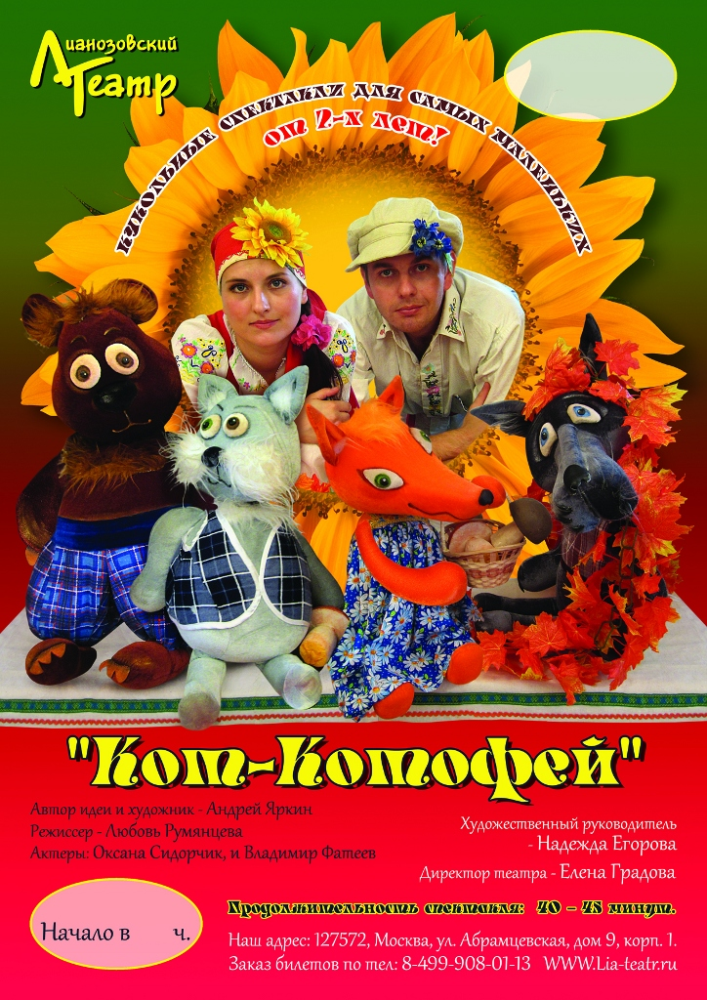 Лианозовский
Театр
кукольные спектакли для самых маленьких
от 2-х лет!
"Кот-Котофей"
Автор идеи и художник - Андрей Яркин
Режиссер - Любовь Румянцева
Актеры: Оксана Сидорчик, и Владимир Фатеев
Художественный руководитель
- Надежда Егорова
Директор театра - Елена Градова
Начало в ч.
Продолжительность спектакля: 40 - 45 минут.
Наш адрес: 127572, Москва, ул. Абрамцевская, дом 9, корп. 1.
Заказ билетов по тел: 8-499-908-01-13 WWW.Lia-teatr.ru